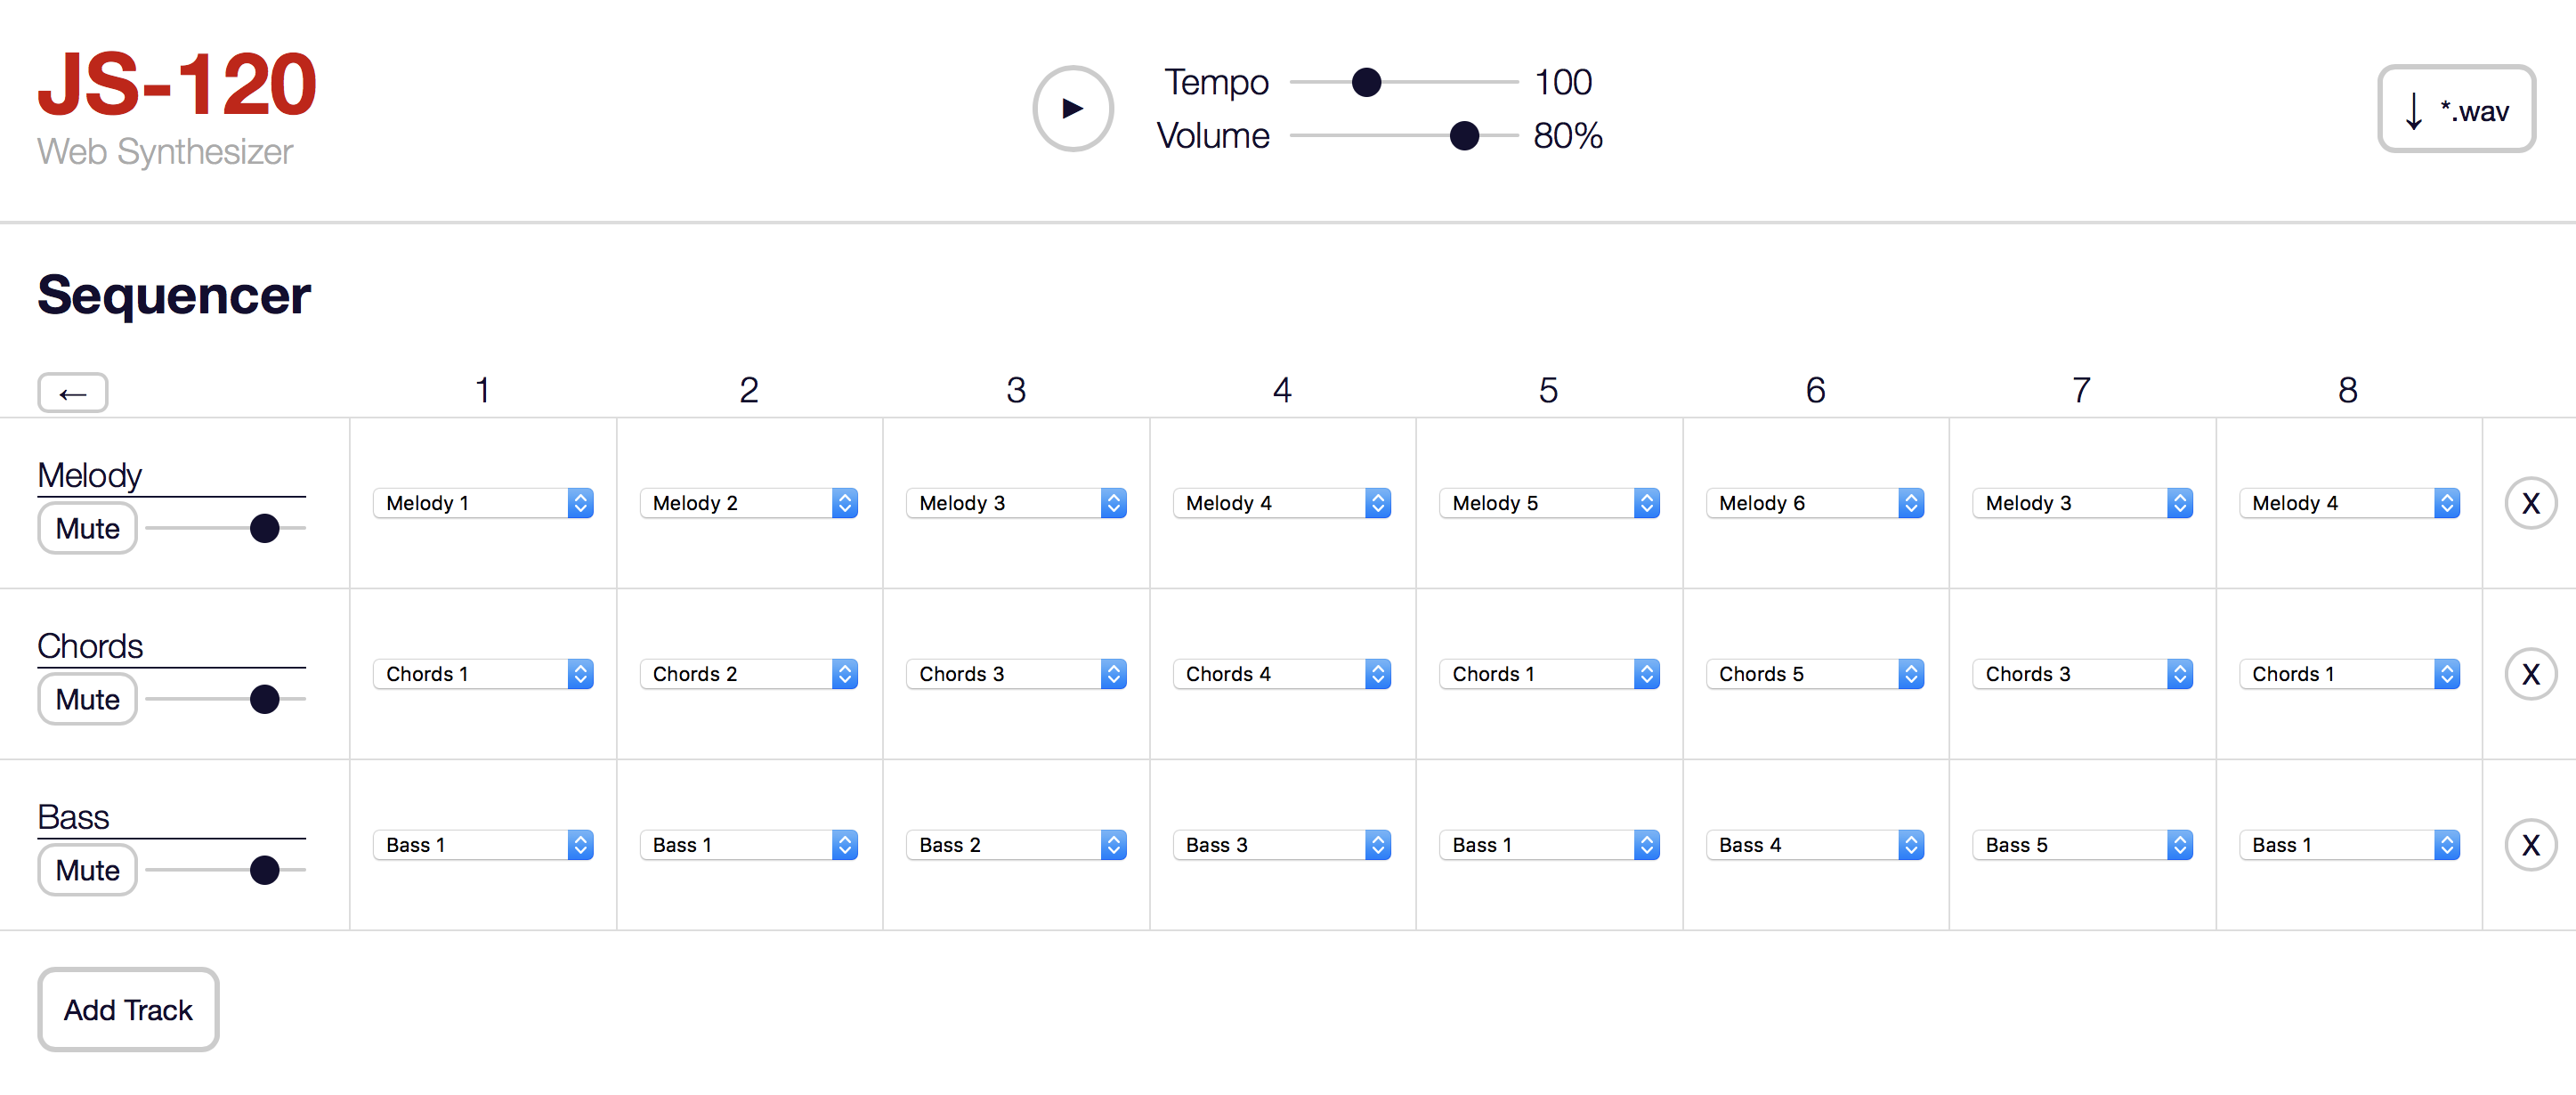 JS-120
Web Synthesizer
Tempo 100
Volume 80%
*.wav
Sequencer
1 2 3 4 5 6 7 8
Melody
Mute Melody 1 Melody 2 Melody 3 Melody 4 Melody 5 Melody 6 Melody 3 Melody 4 X
Chords
Mute Chords 1 Chords 2 Chords 3 Chords 4 Chords 1 Chords 5 Chords 3 Chords 1 X
Bass
Mute Bass 1 Bass 1 Bass 2 Bass 3 Bass 1 Bass 4 Bass 5 Bass 1 X
Add Track